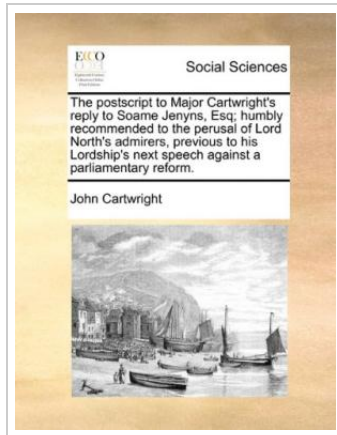 ECCO
Social Sciences
The postscript to Major Cartwright's
reply to Soame Jenyns, Esq; humbly
recommended to the perusal of Lord
North's admirers, previous to his
Lordship's next speech against a
parliamentary reform.
John Cartwright